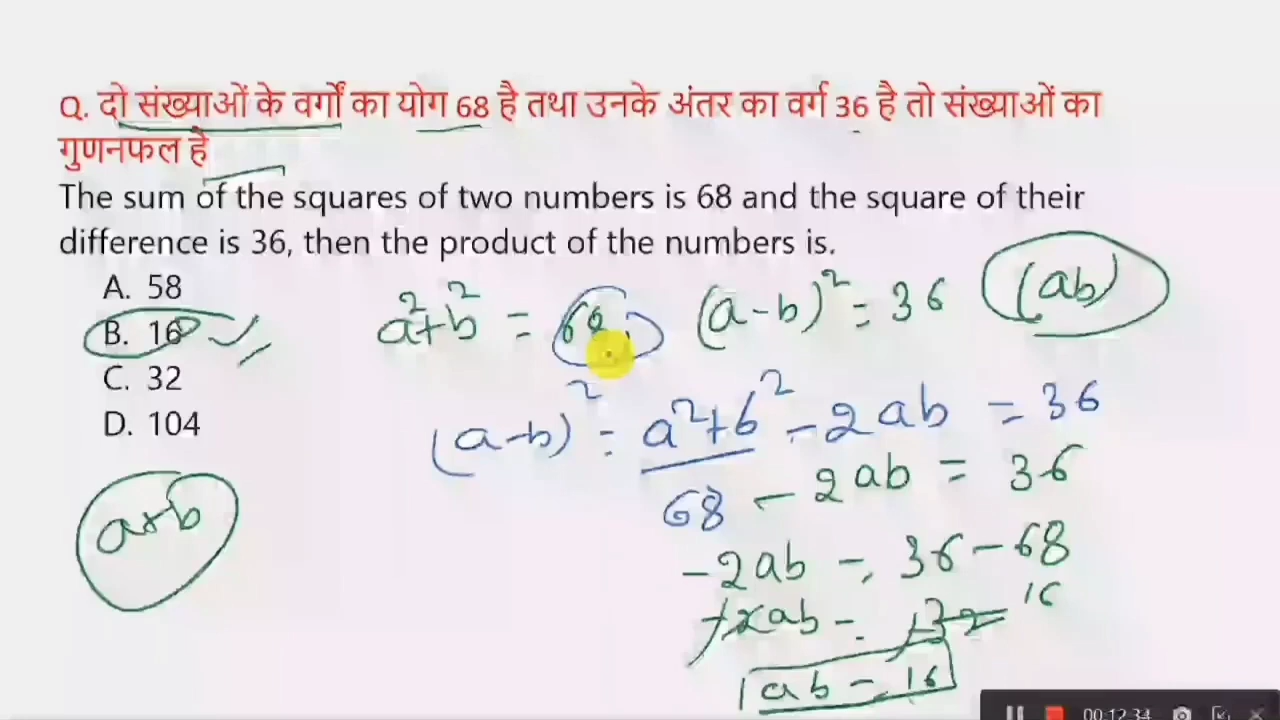 Q. दो संख्याओं के वर्गों का योग 68 है तथा उनके अंतर का वर्ग 36 है तो संख्याओं का
गुणनफल है
The sum of the squares of two numbers is 68 and the square of their
difference is 36, then the product of the numbers is.
A. 58
B. 16
C. 32
D. 104
a²+b² = 68 (a-b)² = 36 (ab)
(a-b)² = a²+b² - 2ab = 36
68 - 2ab = 36
a+b
-2ab = 36-68
-2ab = -32 16
ab = 16
00:12:34